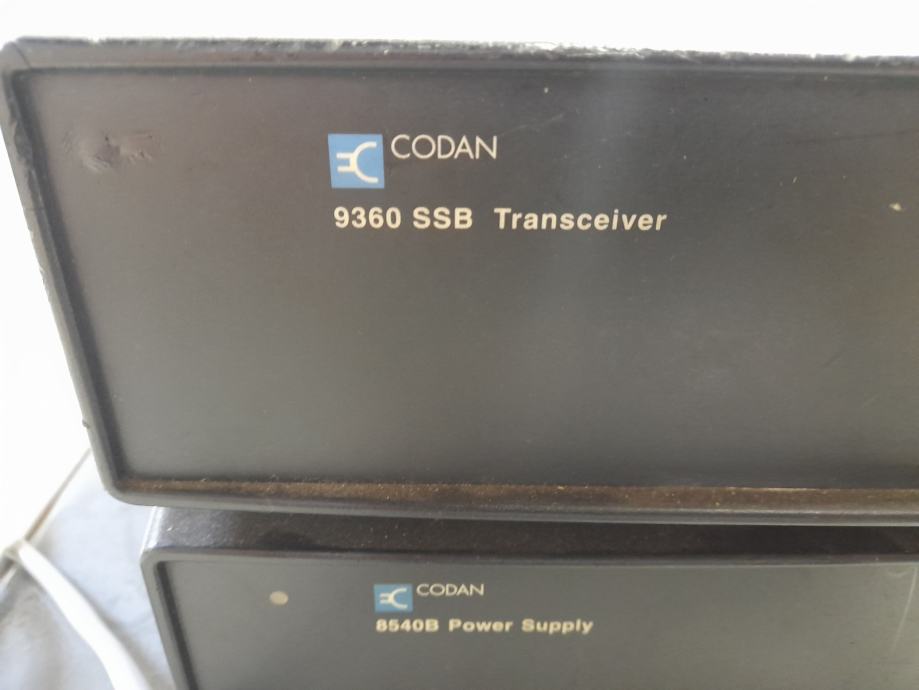 CODAN
9360 SSB Transceiver
CODAN
8540B Power Supply